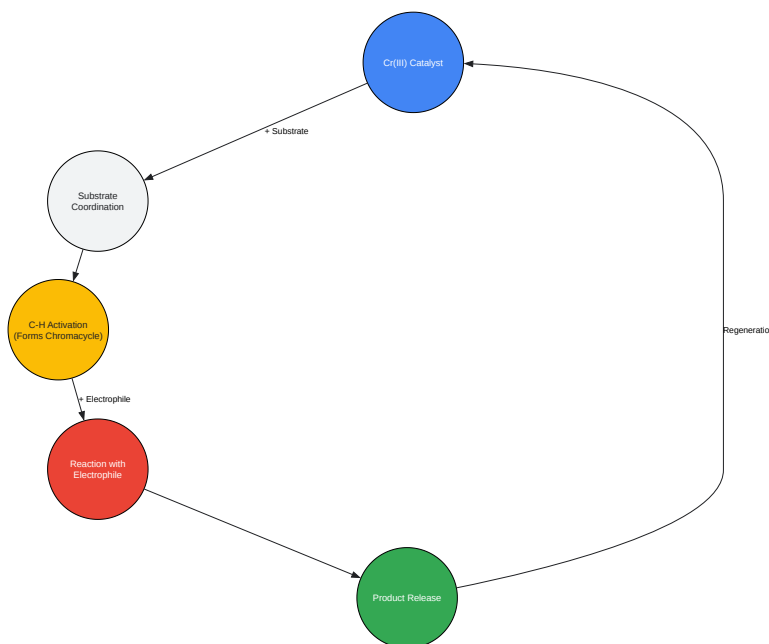 Cr(III) Catalyst
+ Substrate
Substrate
Coordination
C-H Activation
(Forms Chromacycle)
+ Electrophile
Reaction with
Electrophile
Product Release
Regeneratio